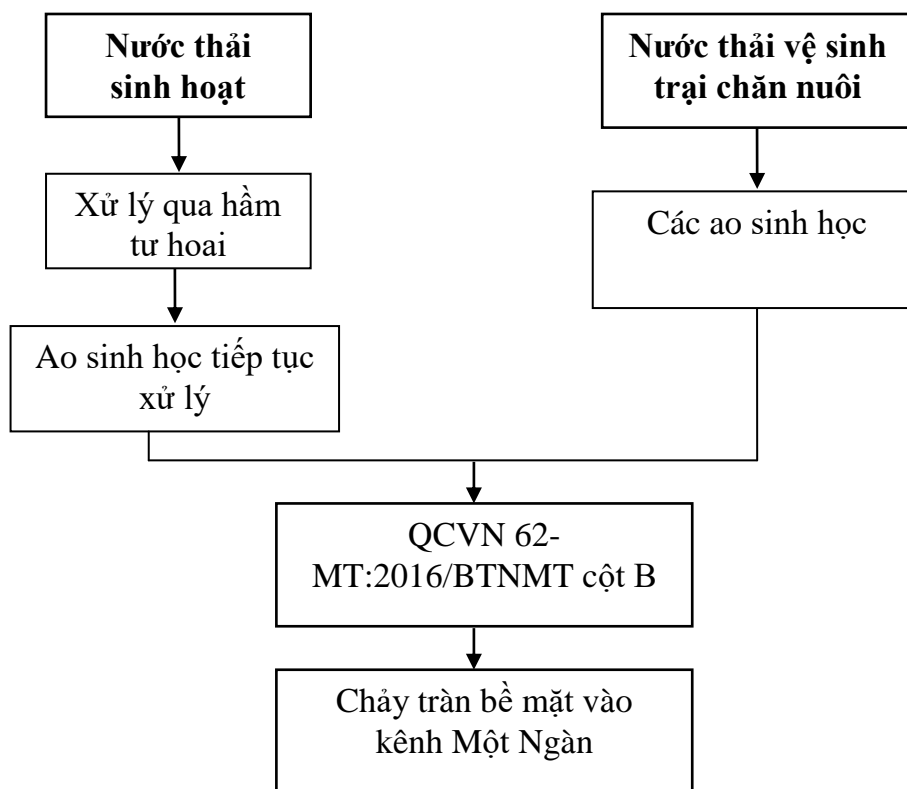 Nước thải
sinh hoạt
Nước thải vệ sinh
trại chăn nuôi
Xử lý qua hầm
tư hoai
Các ao sinh học
Ao sinh học tiếp tục
xử lý
QCVN 62-
MT:2016/BTNMT cột B
Chảy tràn bề mặt vào
kênh Một Ngàn